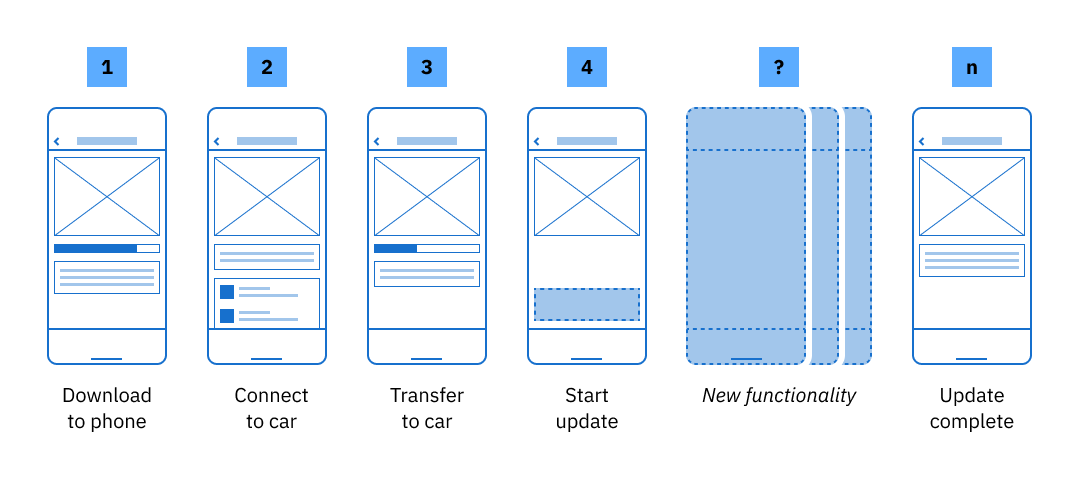 1
2
3
4
?
n
Download
to phone
Connect
to car
Transfer
to car
Start
update
New functionality
Update
complete